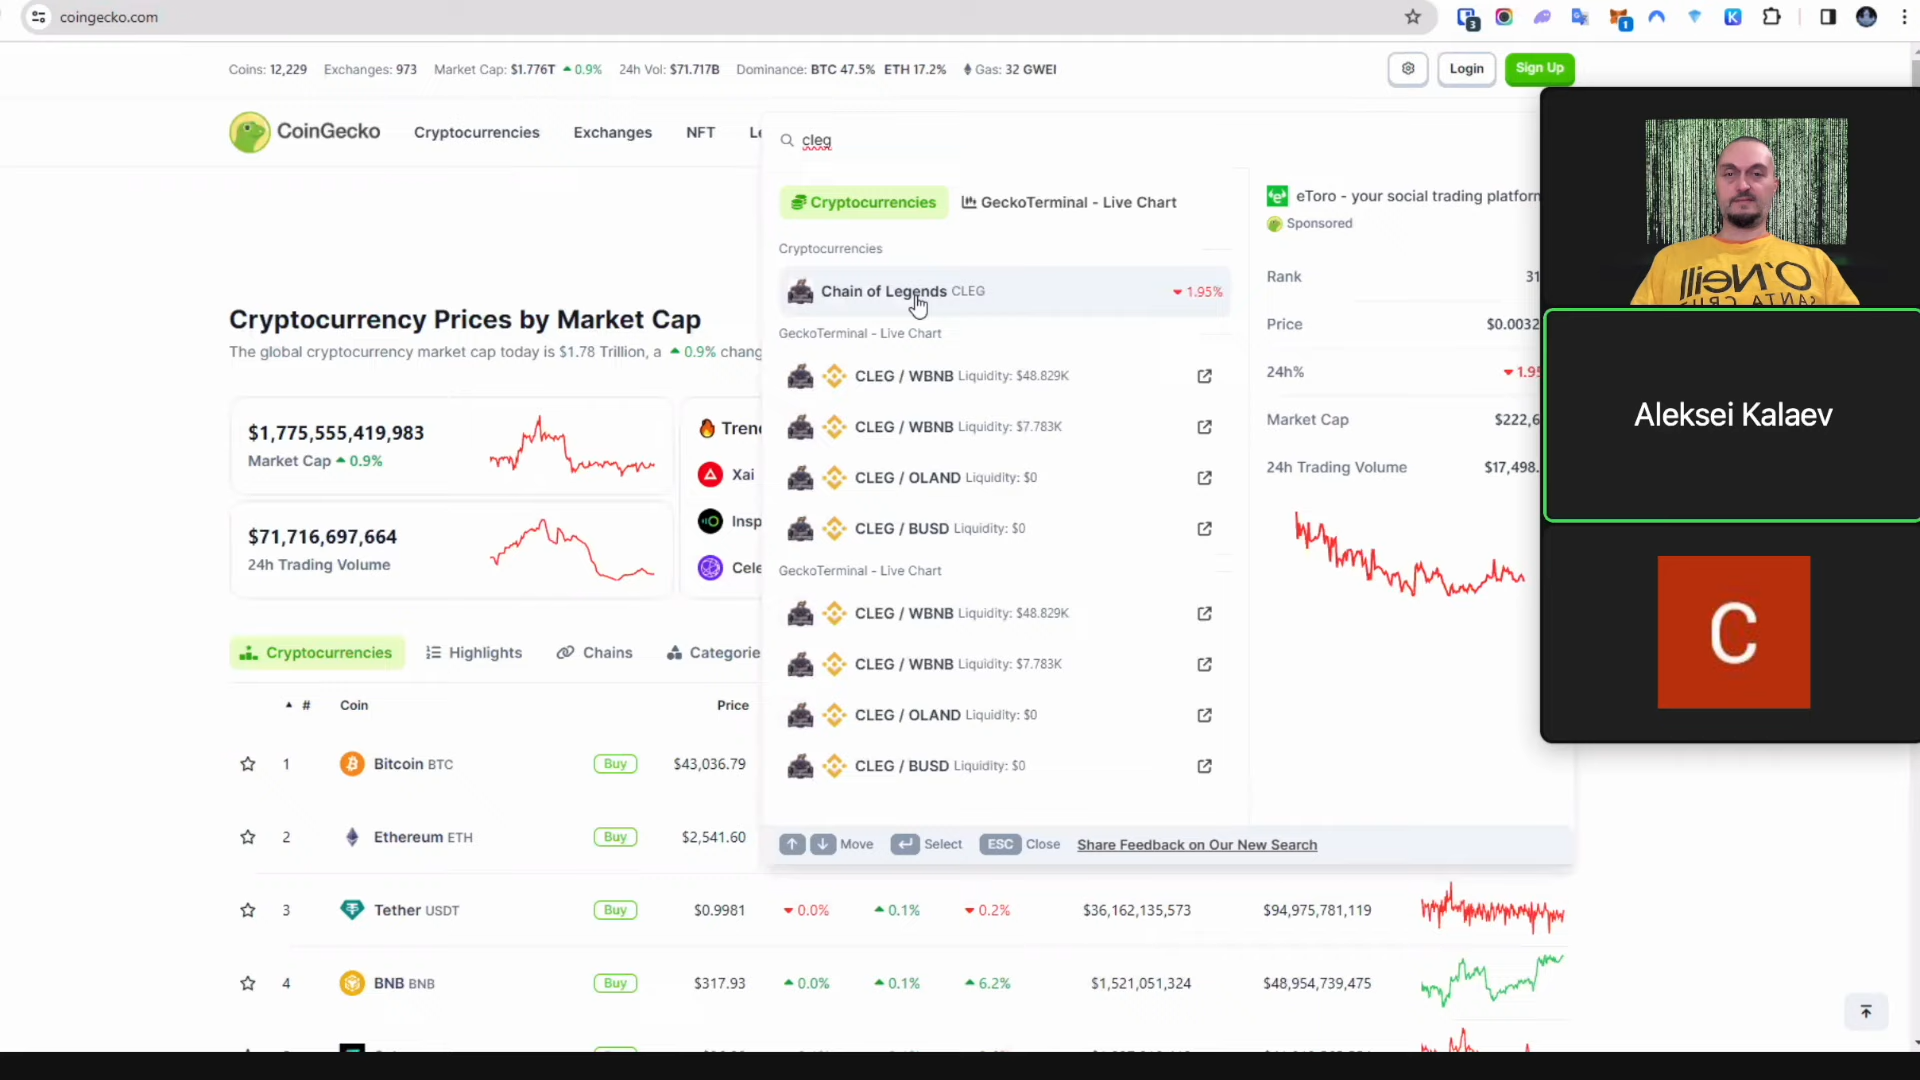 coingecko.com
3
1
K
Coins: 12,229 Exchanges: 973 Market Cap: $1.776T 0.9% 24h Vol: $71.717B Dominance: BTC 47.5% ETH 17.2% Gas: 32 GWEI
Login
Sign Up
CoinGecko
Cryptocurrencies
Exchanges
NFT
cleg
Cryptocurrencies
GeckoTerminal - Live Chart
Cryptocurrencies
Chain of Legends CLEG 1.95%
GeckoTerminal - Live Chart
CLEG / WBNB Liquidity: $48.829K
CLEG / WBNB Liquidity: $7.783K
CLEG / OLAND Liquidity: $0
CLEG / BUSD Liquidity: $0
GeckoTerminal - Live Chart
CLEG / WBNB Liquidity: $48.829K
CLEG / WBNB Liquidity: $7.783K
CLEG / OLAND Liquidity: $0
CLEG / BUSD Liquidity: $0
Move
Select
ESC Close
Share Feedback on Our New Search
eToro - your social trading platform
Sponsored
Rank 31
Price $0.0032
24h% 1.95
Market Cap $222,6
24h Trading Volume $17,498.
Cryptocurrency Prices by Market Cap
The global cryptocurrency market cap today is $1.78 Trillion, a 0.9% chang
$1,775,555,419,983
Market Cap 0.9%
$71,716,697,664
24h Trading Volume
Tren
Xai
Insp
Cele
Cryptocurrencies
Highlights
Chains
Categorie
# Coin Price
1 Bitcoin BTC Buy $43,036.79
2 Ethereum ETH Buy $2,541.60
3 Tether USDT Buy $0.9981 0.0% 0.1% 0.2% $36,162,135,573 $94,975,781,119
4 BNB BNB Buy $317.93 0.0% 0.1% 6.2% $1,521,051,324 $48,954,739,475
O'Neill
SANTA CRUZ
Aleksei Kalaev
C